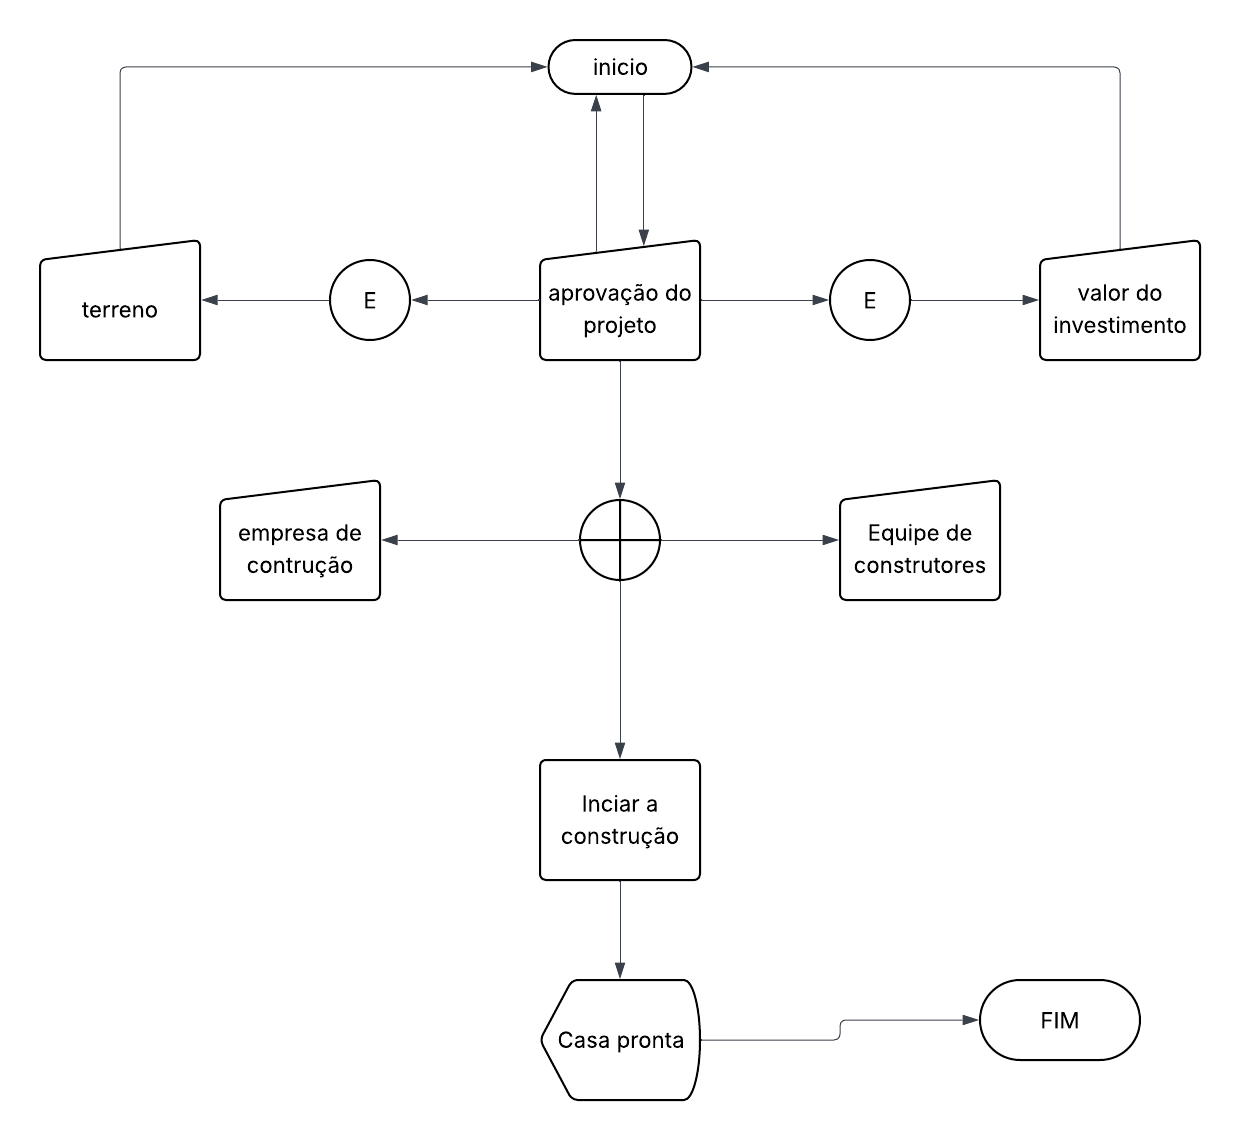 inicio
terreno
E
aprovação do
projeto
E
valor do
investimento
empresa de
contrução
Equipe de
construtores
Inciar a
construção
Casa pronta
FIM